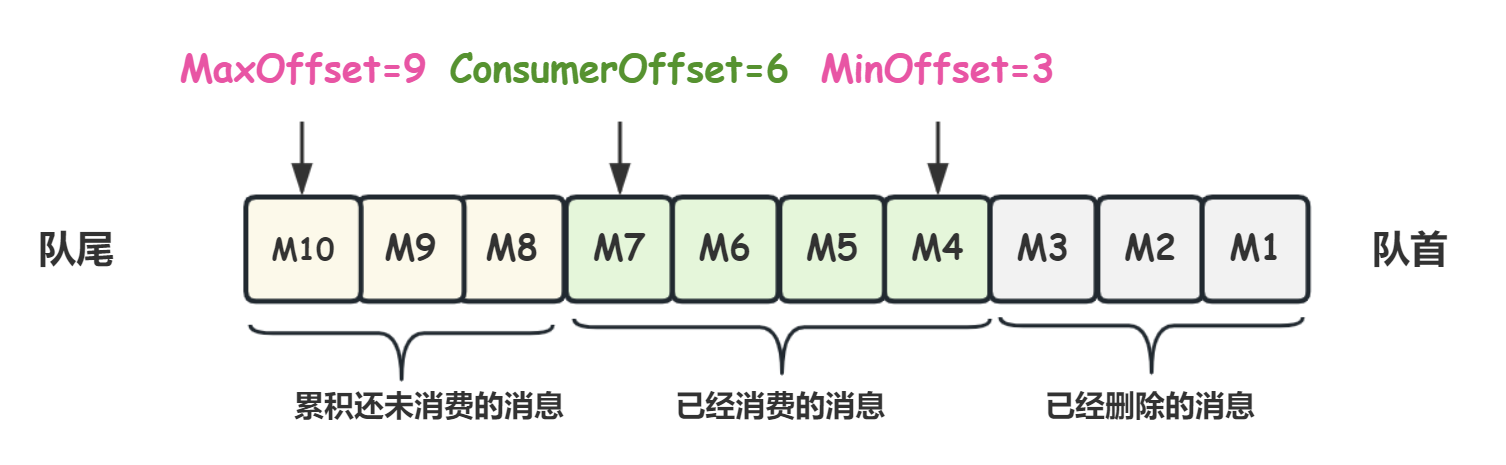 MaxOffset=9 ConsumerOffset=6 MinOffset=3
队尾 M10 M9 M8 M7 M6 M5 M4 M3 M2 M1 队首
累积还未消费的消息 已经消费的消息 已经删除的消息